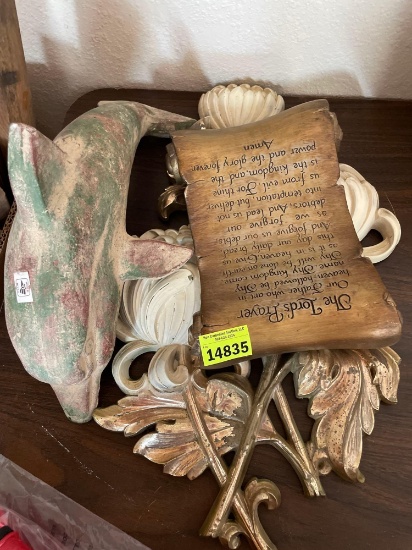 The Lord's Prayer
Our Father who art in
heaven, hallowed be Thy
name. Thy kingdom come.
Thy will be done on earth
as it is in heaven. Give us
this day our daily bread.
And forgive us our debts
as we forgive our
debtors. And lead us not
into temptation, but deliver
us from evil. For thine
is the kingdom, and the
power and the glory forever.
Amen.
14835